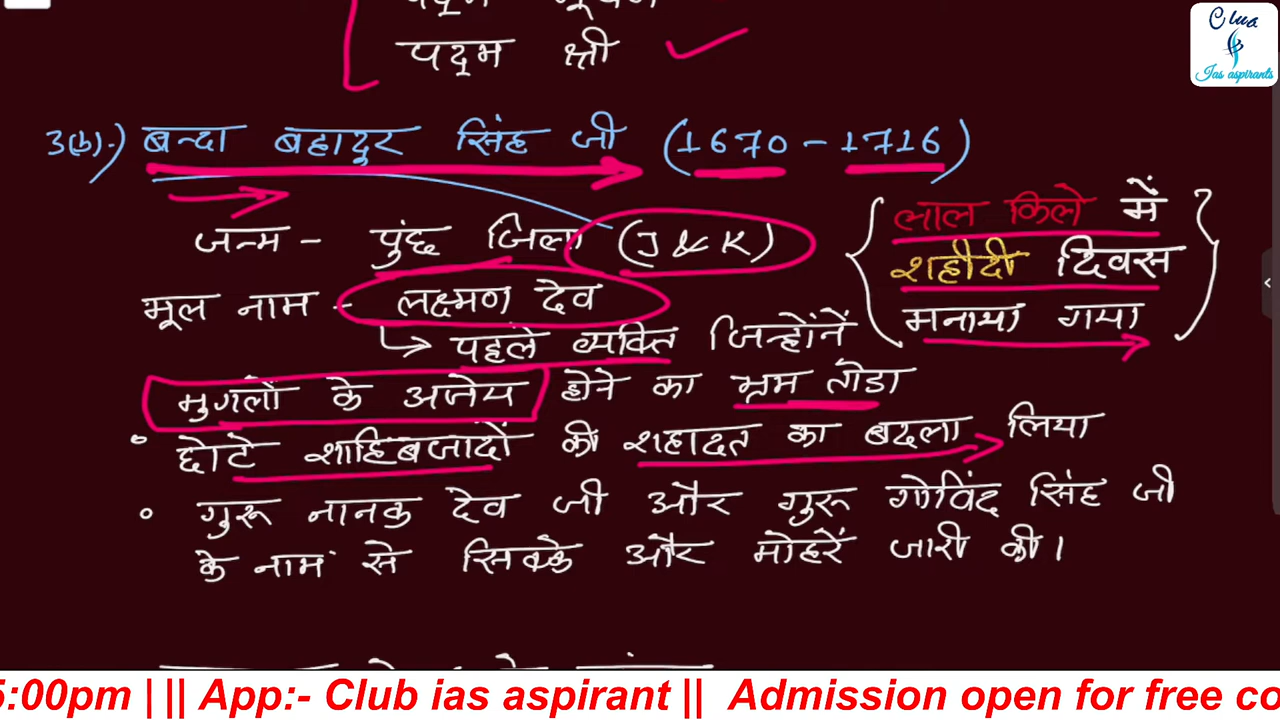 पद्म श्री
3(b).) बन्दा बहादुर सिंह जी (1670 - 1716)
जन्म - पुंछ जिला (J & K)
मूल नाम - लक्ष्मण देव
↳ पहले व्यक्ति जिन्होंनें
मुगलों के अजेय होने का भ्रम तोडा
• छोटे शाहिबजादों की शहादत का बदला लिया
• गुरू नानक देव जी और गुरू गोविंद सिंह जी
के नाम से सिक्के और मोहरें जारी की।
लाल किले में
शहीदी दिवस
मनाया गया
Club
Ias aspirants
5:00pm | || App:- Club ias aspirant || Admission open for free co